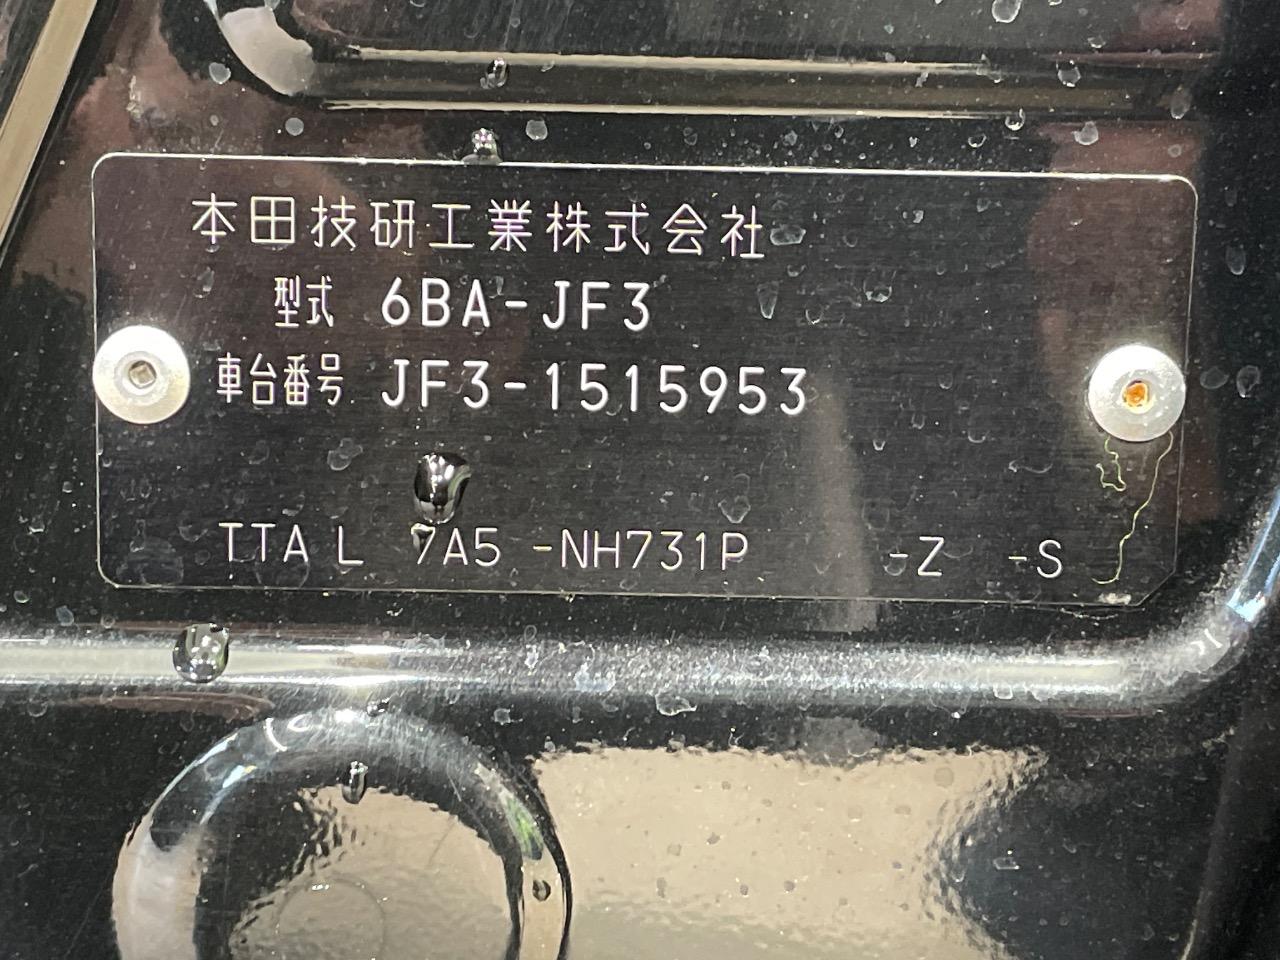 本田技研工業株式会社
型式 6BA-JF3
車台番号 JF3-1515953
TTA L 7A5 -NH731P -Z -S